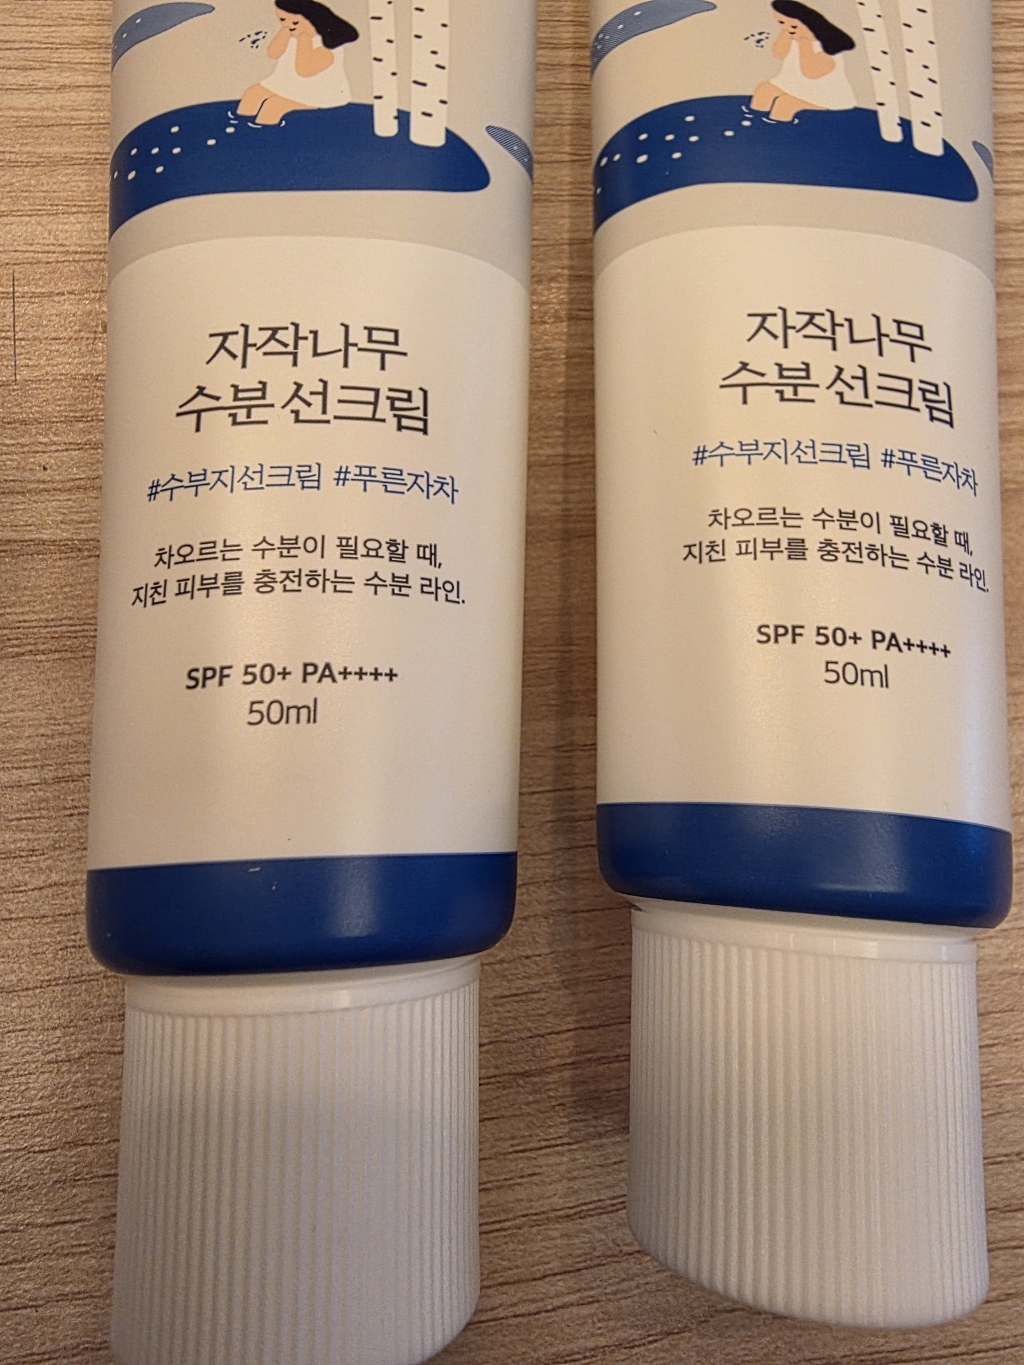 자작나무
수분 선크림
#수부지선크림 #푸른자차
차오르는 수분이 필요할 때,
지친 피부를 충전하는 수분 라인.
SPF 50+ PA++++
50ml
자작나무
수분 선크림
#수부지선크림 #푸른자차
차오르는 수분이 필요할 때,
지친 피부를 충전하는 수분 라인.
SPF 50+ PA++++
50ml